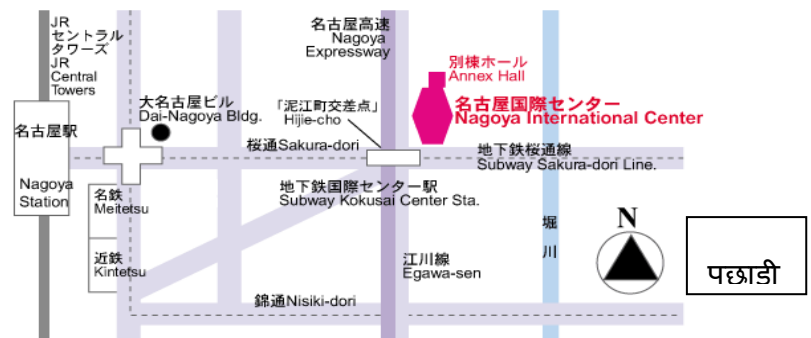 JR
セントラル
タワーズ
JR
Central
Towers
名古屋駅
Nagoya
Station
大名古屋ビル
Dai-Nagoya Bldg.
名鉄
Meitetsu
近鉄
Kintetsu
名古屋高速
Nagoya
Expressway
「泥江町交差点」
Hijie-cho
桜通Sakura-dori
別棟ホール
Annex Hall
名古屋国際センター
Nagoya International Center
地下鉄桜通線
Subway Sakura-dori Line.
地下鉄国際センター駅
Subway Kokusai Center Sta.
江川線
Egawa-sen
堀
川
錦通Nisiki-dori
N
पछाडी